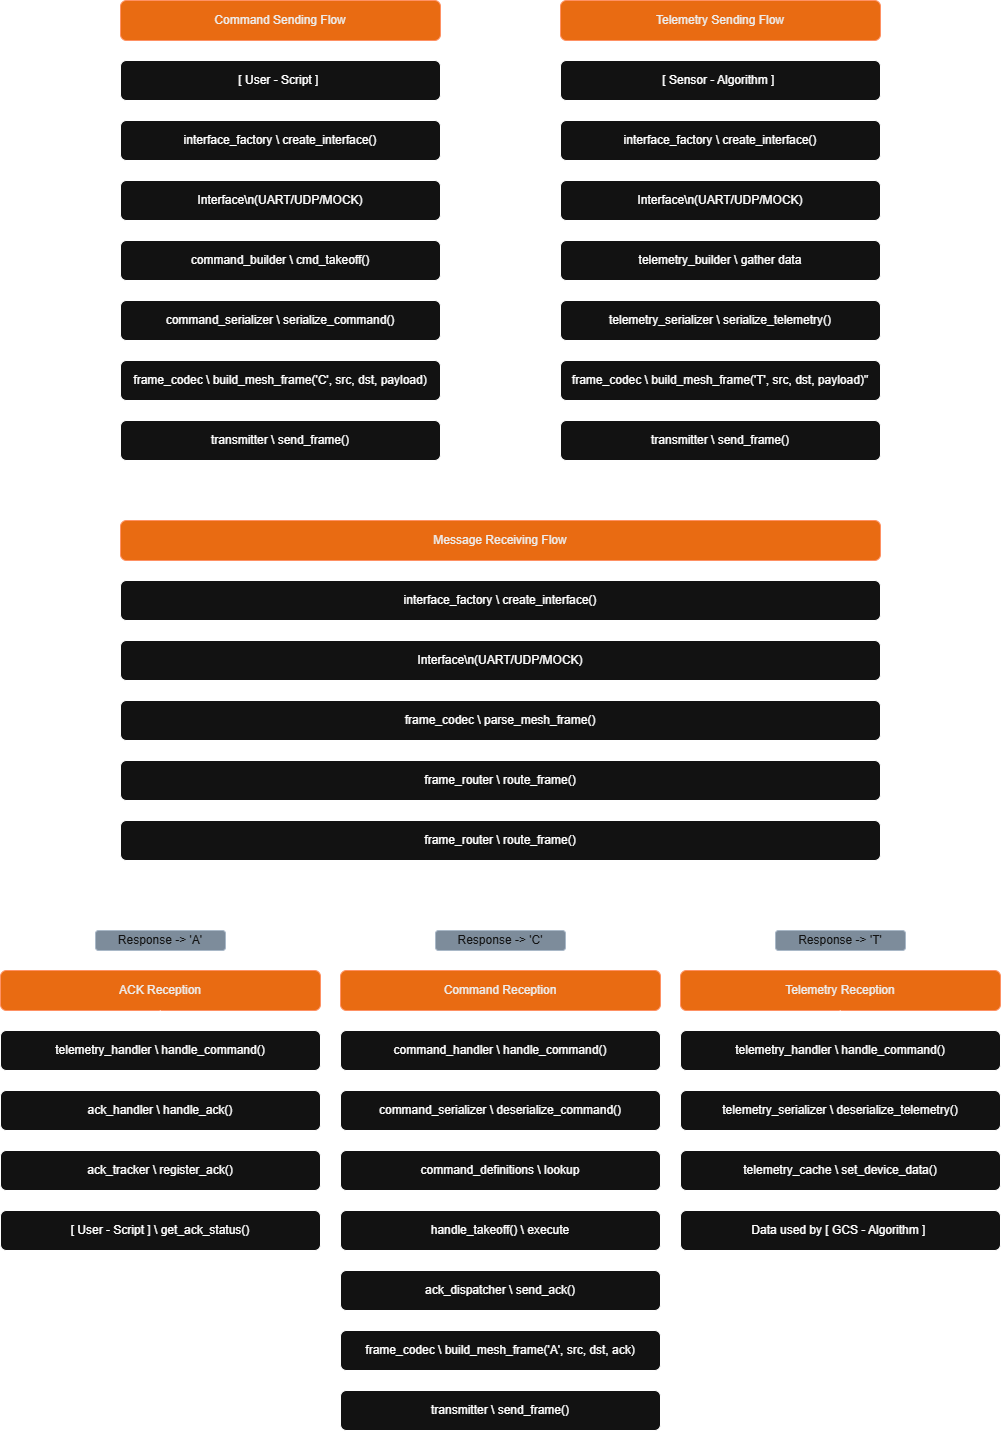 Command Sending Flow
[ User - Script ]
interface_factory \ create_interface()
Interface\n(UART/UDP/MOCK)
command_builder \ cmd_takeoff()
command_serializer \ serialize_command()
frame_codec \ build_mesh_frame('C', src, dst, payload)
transmitter \ send_frame()
Telemetry Sending Flow
[ Sensor - Algorithm ]
interface_factory \ create_interface()
Interface\n(UART/UDP/MOCK)
telemetry_builder \ gather data
telemetry_serializer \ serialize_telemetry()
frame_codec \ build_mesh_frame('T', src, dst, payload)"
transmitter \ send_frame()
Message Receiving Flow
interface_factory \ create_interface()
Interface\n(UART/UDP/MOCK)
frame_codec \ parse_mesh_frame()
frame_router \ route_frame()
frame_router \ route_frame()
Response -> 'A'
ACK Reception
telemetry_handler \ handle_command()
ack_handler \ handle_ack()
ack_tracker \ register_ack()
[ User - Script ] \ get_ack_status()
Response -> 'C'
Command Reception
command_handler \ handle_command()
command_serializer \ deserialize_command()
command_definitions \ lookup
handle_takeoff() \ execute
ack_dispatcher \ send_ack()
frame_codec \ build_mesh_frame('A', src, dst, ack)
transmitter \ send_frame()
Response -> 'T'
Telemetry Reception
telemetry_handler \ handle_command()
telemetry_serializer \ deserialize_telemetry()
telemetry_cache \ set_device_data()
Data used by [ GCS - Algorithm ]